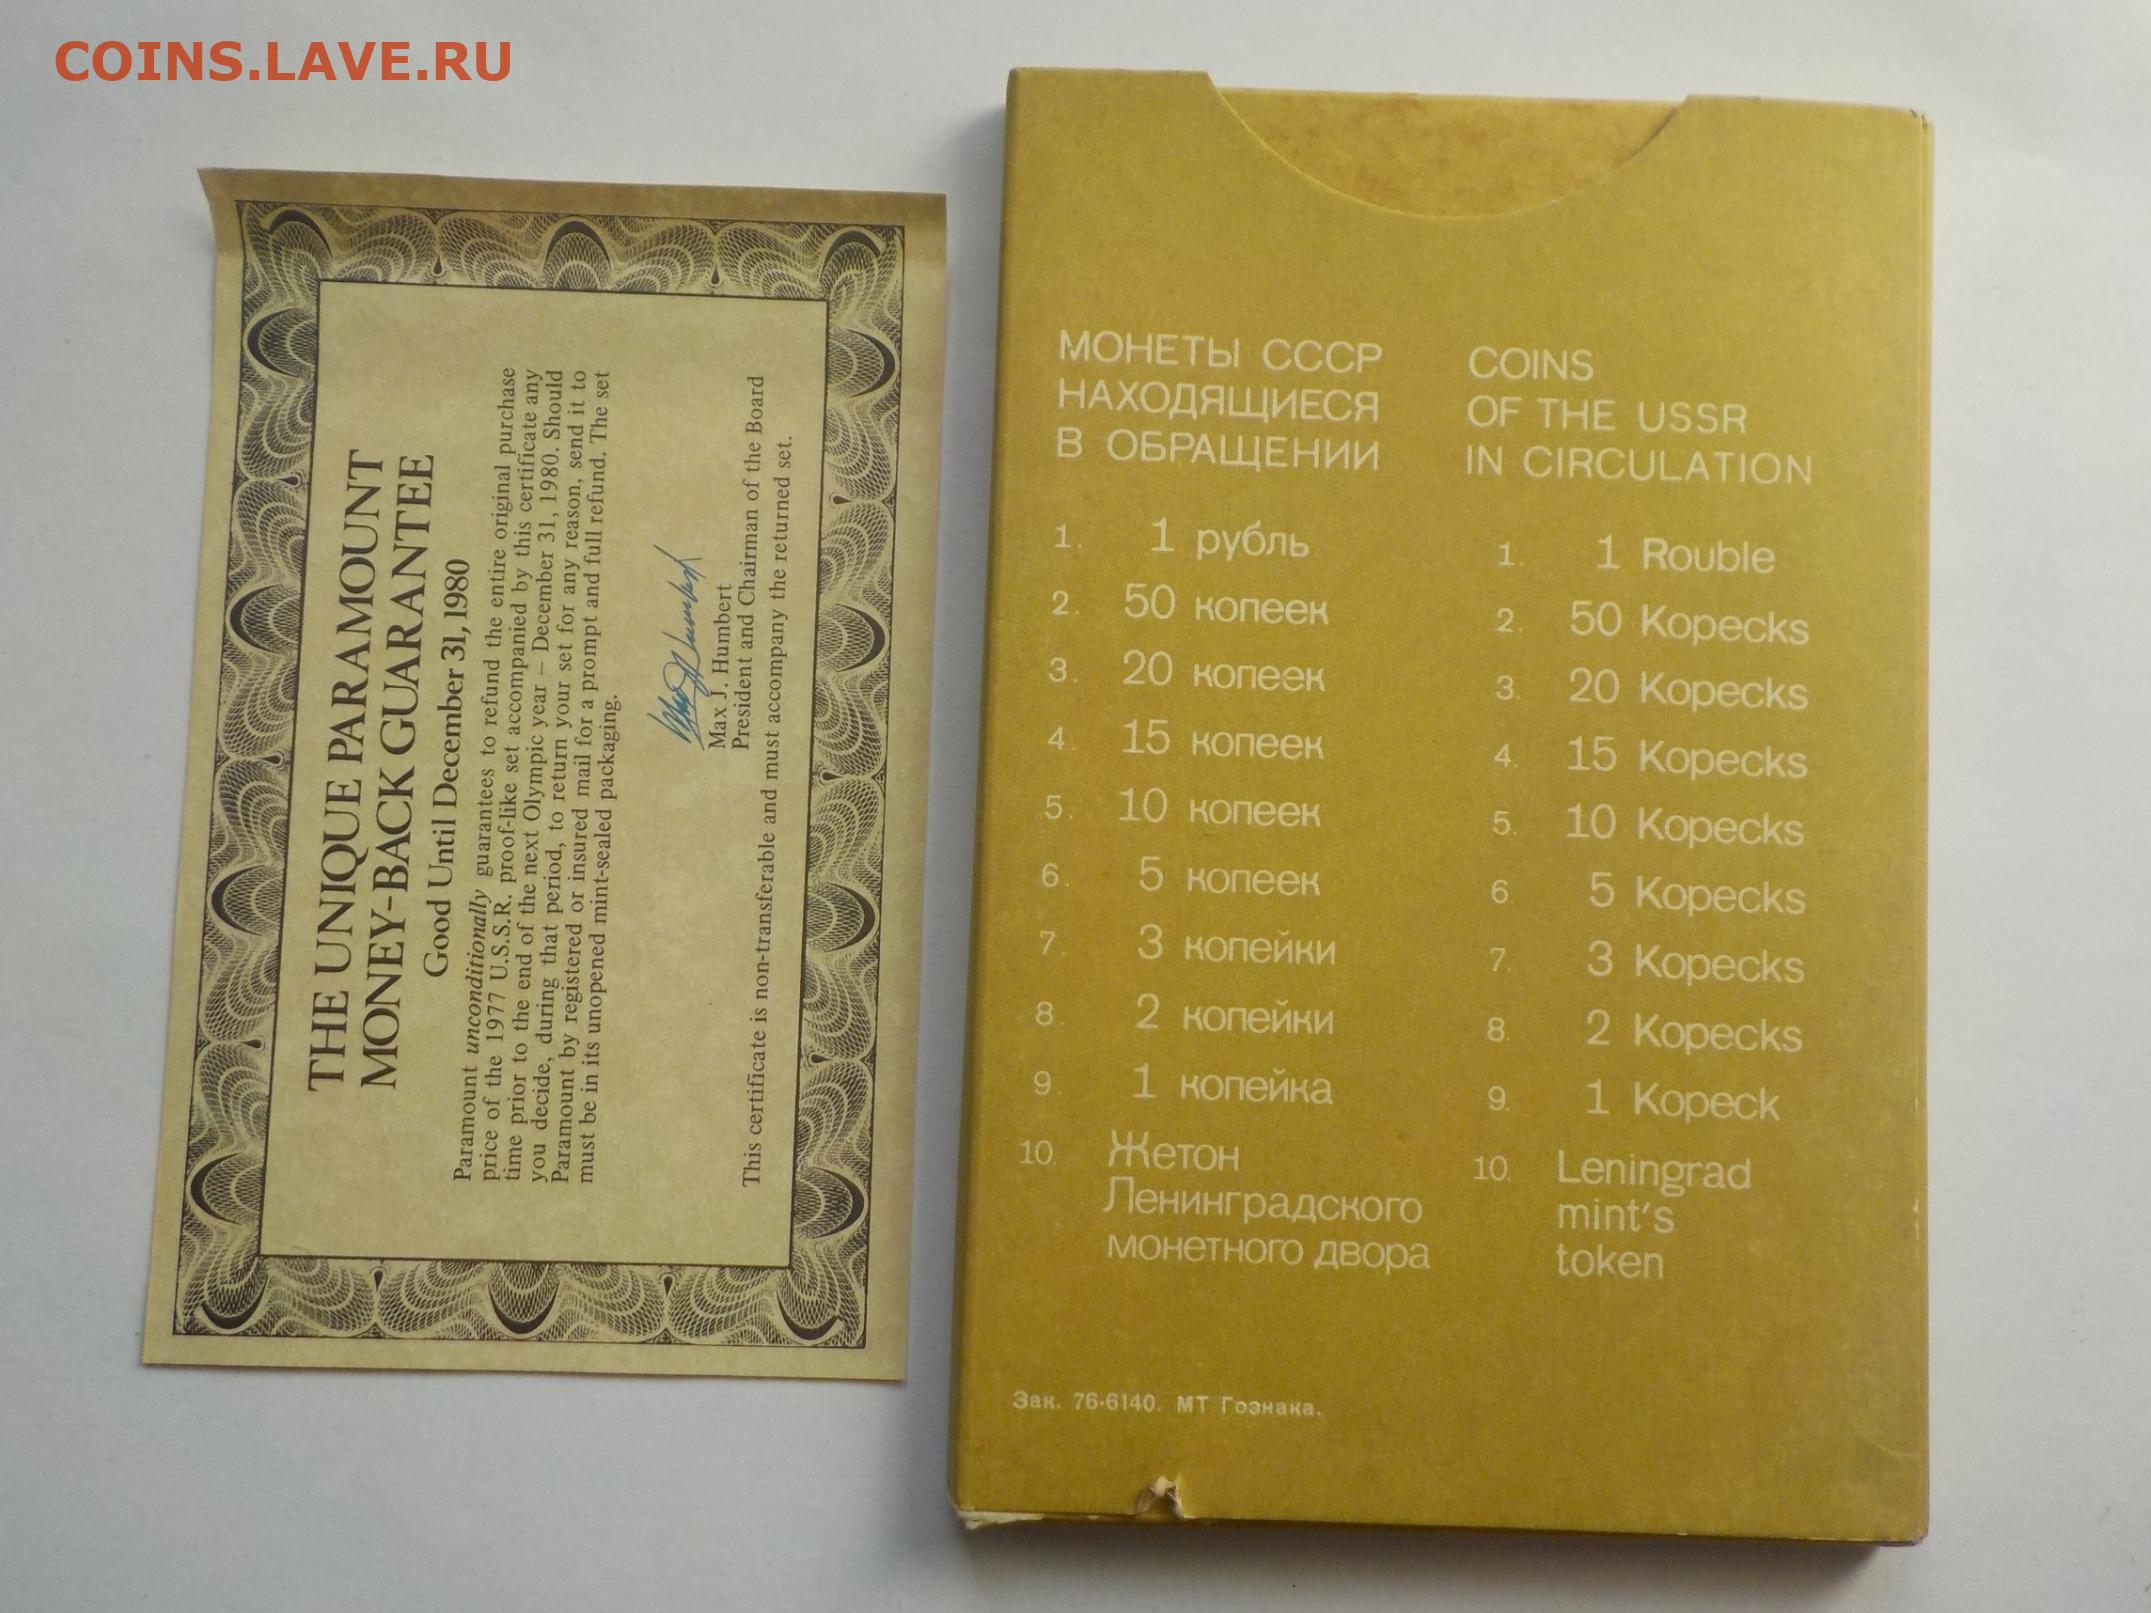 COINS.LAVE.RU
THE UNIQUE PARAMOUNT
MONEY-BACK GUARANTEE
Good Until December 31, 1980
Paramount unconditionally guarantees to refund the entire original purchase
price of the 1977 U.S.S.R. proof-like set accompanied by this certificate any
time prior to the end of the next Olympic year – December 31, 1980. Should
you decide, during that period, to return your set for any reason, send it to
Paramount by registered or insured mail for a prompt and full refund. The set
must be in its unopened mint-sealed packaging.
Max J. Humbert
Max J. Humbert
President and Chairman of the Board
This certificate is non-transferable and must accompany the returned set.
МОНЕТЫ СССР
НАХОДЯЩИЕСЯ
В ОБРАЩЕНИИ
1. 1 рубль
2. 50 копеек
3. 20 копеек
4. 15 копеек
5. 10 копеек
6. 5 копеек
7. 3 копейки
8. 2 копейки
9. 1 копейка
10. Жетон
Ленинградского
монетного двора
COINS
OF THE USSR
IN CIRCULATION
1. 1 Rouble
2. 50 Kopecks
3. 20 Kopecks
4. 15 Kopecks
5. 10 Kopecks
6. 5 Kopecks
7. 3 Kopecks
8. 2 Kopecks
9. 1 Kopeck
10. Leningrad
mint's
token
Зак. 76-6140. МТ Гознака.